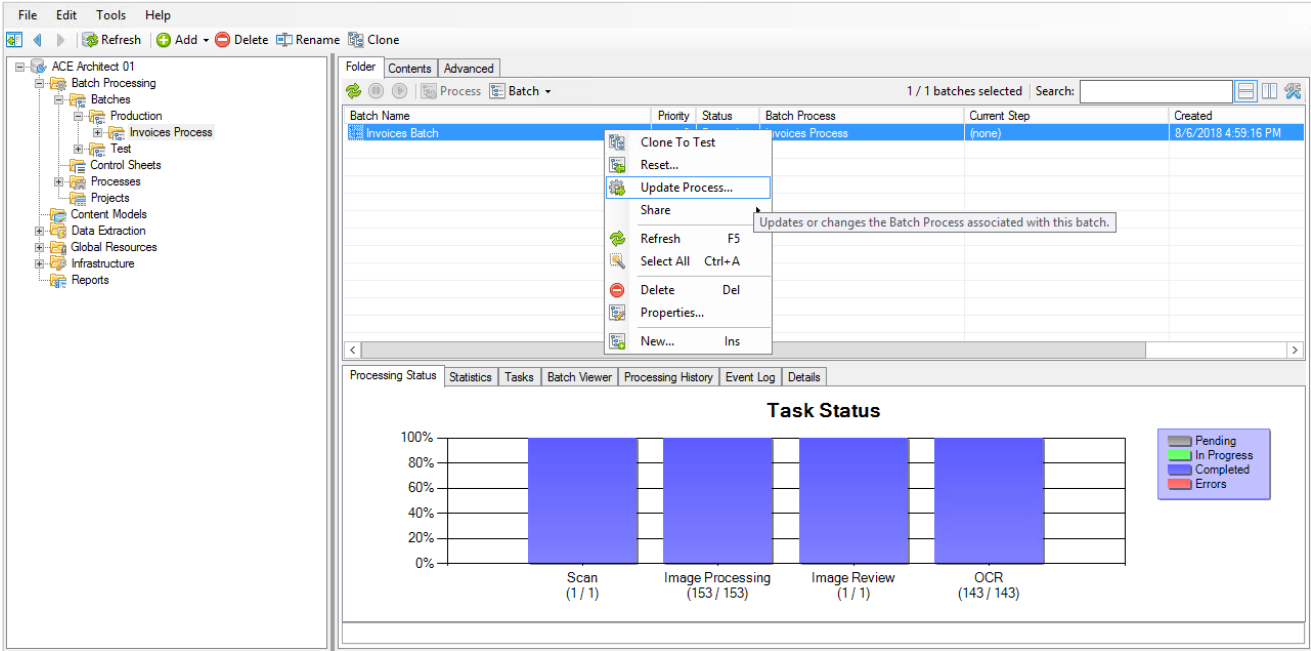 File Edit Tools Help
Refresh Add Delete Rename Clone
ACE Architect 01
Batch Processing
Batches
Production
Invoices Process
Test
Control Sheets
Processes
Projects
Content Models
Data Extraction
Global Resources
Infrastructure
Reports
Folder Contents Advanced
Process Batch 1 / 1 batches selected Search:
Batch Name Priority Status Batch Process Current Step Created
Invoices Batch Invoices Process (none) 8/6/2018 4:59:16 PM
Clone To Test
Reset...
Update Process...
Share
Updates or changes the Batch Process associated with this batch.
Refresh F5
Select All Ctrl+A
Delete Del
Properties...
New... Ins
Processing Status Statistics Tasks Batch Viewer Processing History Event Log Details
Task Status
100%
80%
60%
40%
20%
0%
Scan Image Processing Image Review OCR
(1 / 1) (153 / 153) (1 / 1) (143 / 143)
Pending
In Progress
Completed
Errors